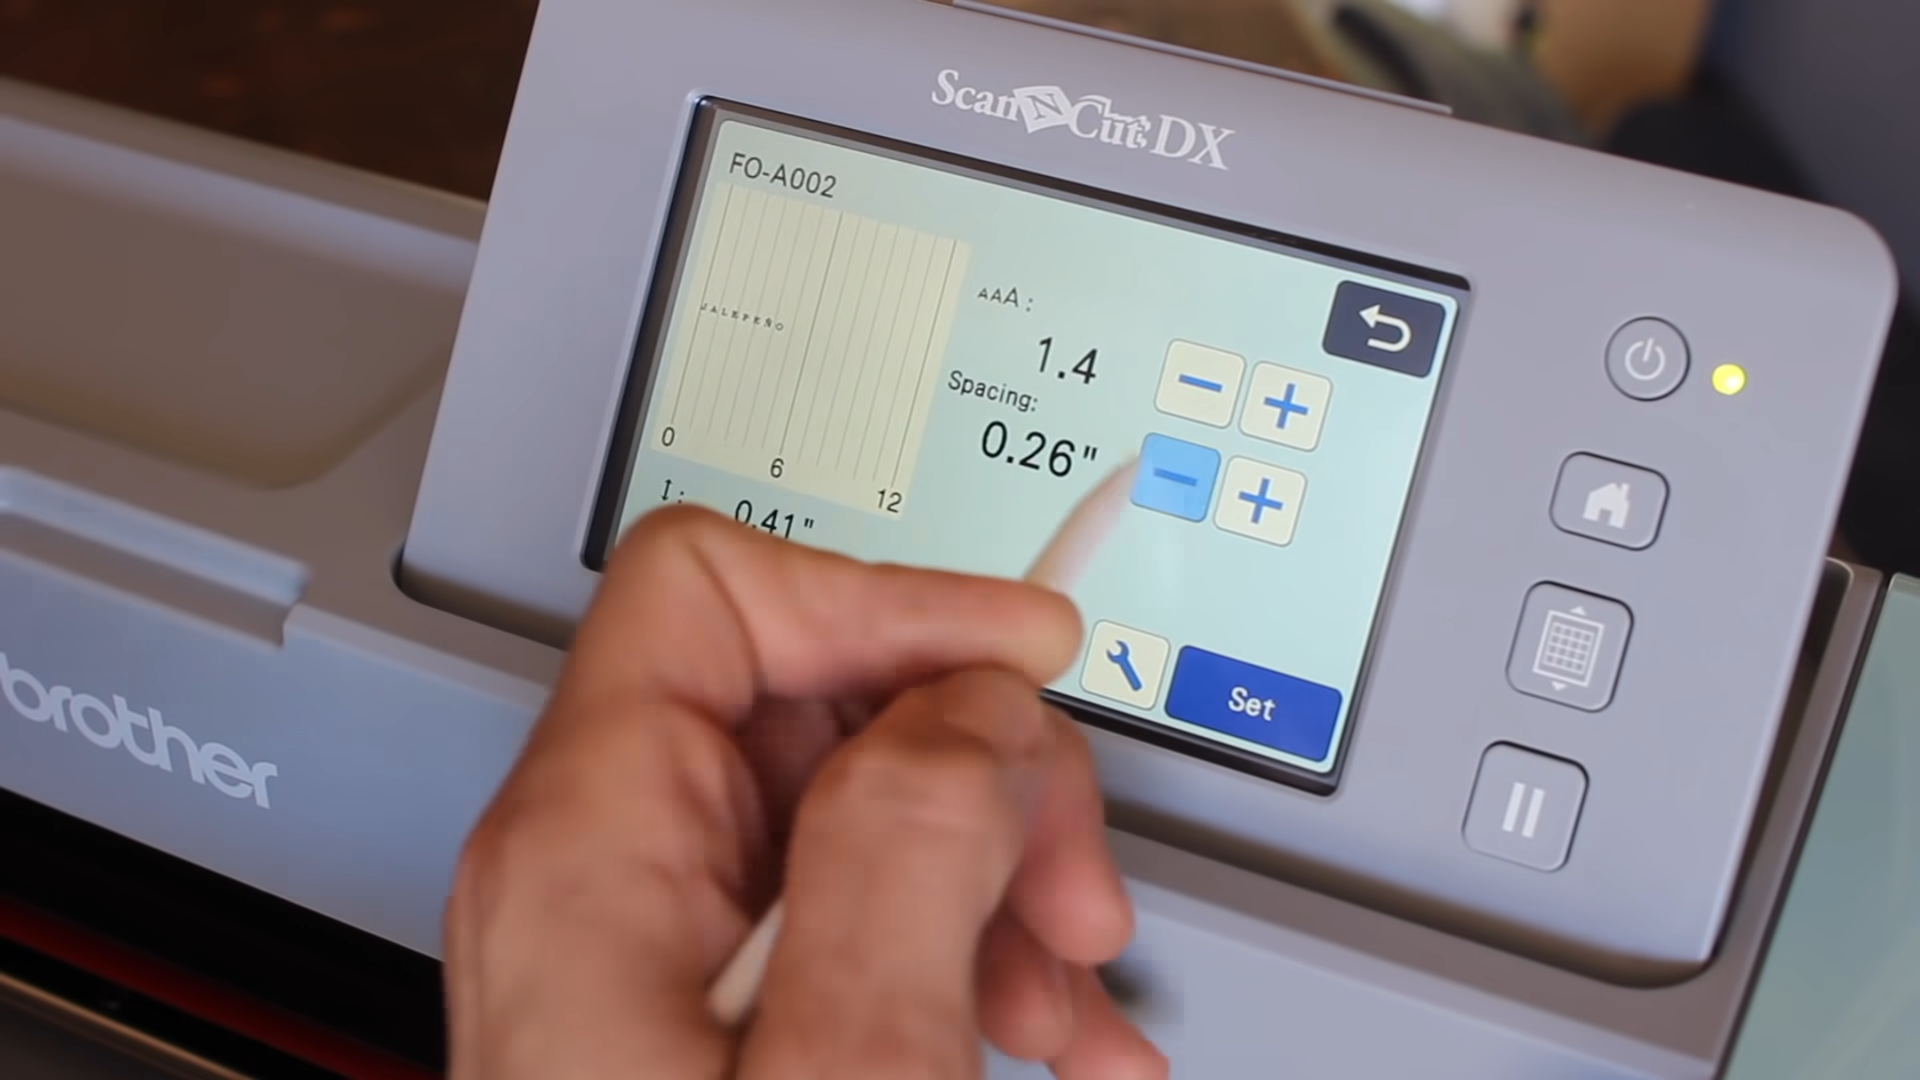 ScanNCut DX
FO-A002
JALEPEÑO
AAA :
1.4
Spacing:
0.26"
0
6
12
I : 0.41"
Set
brother